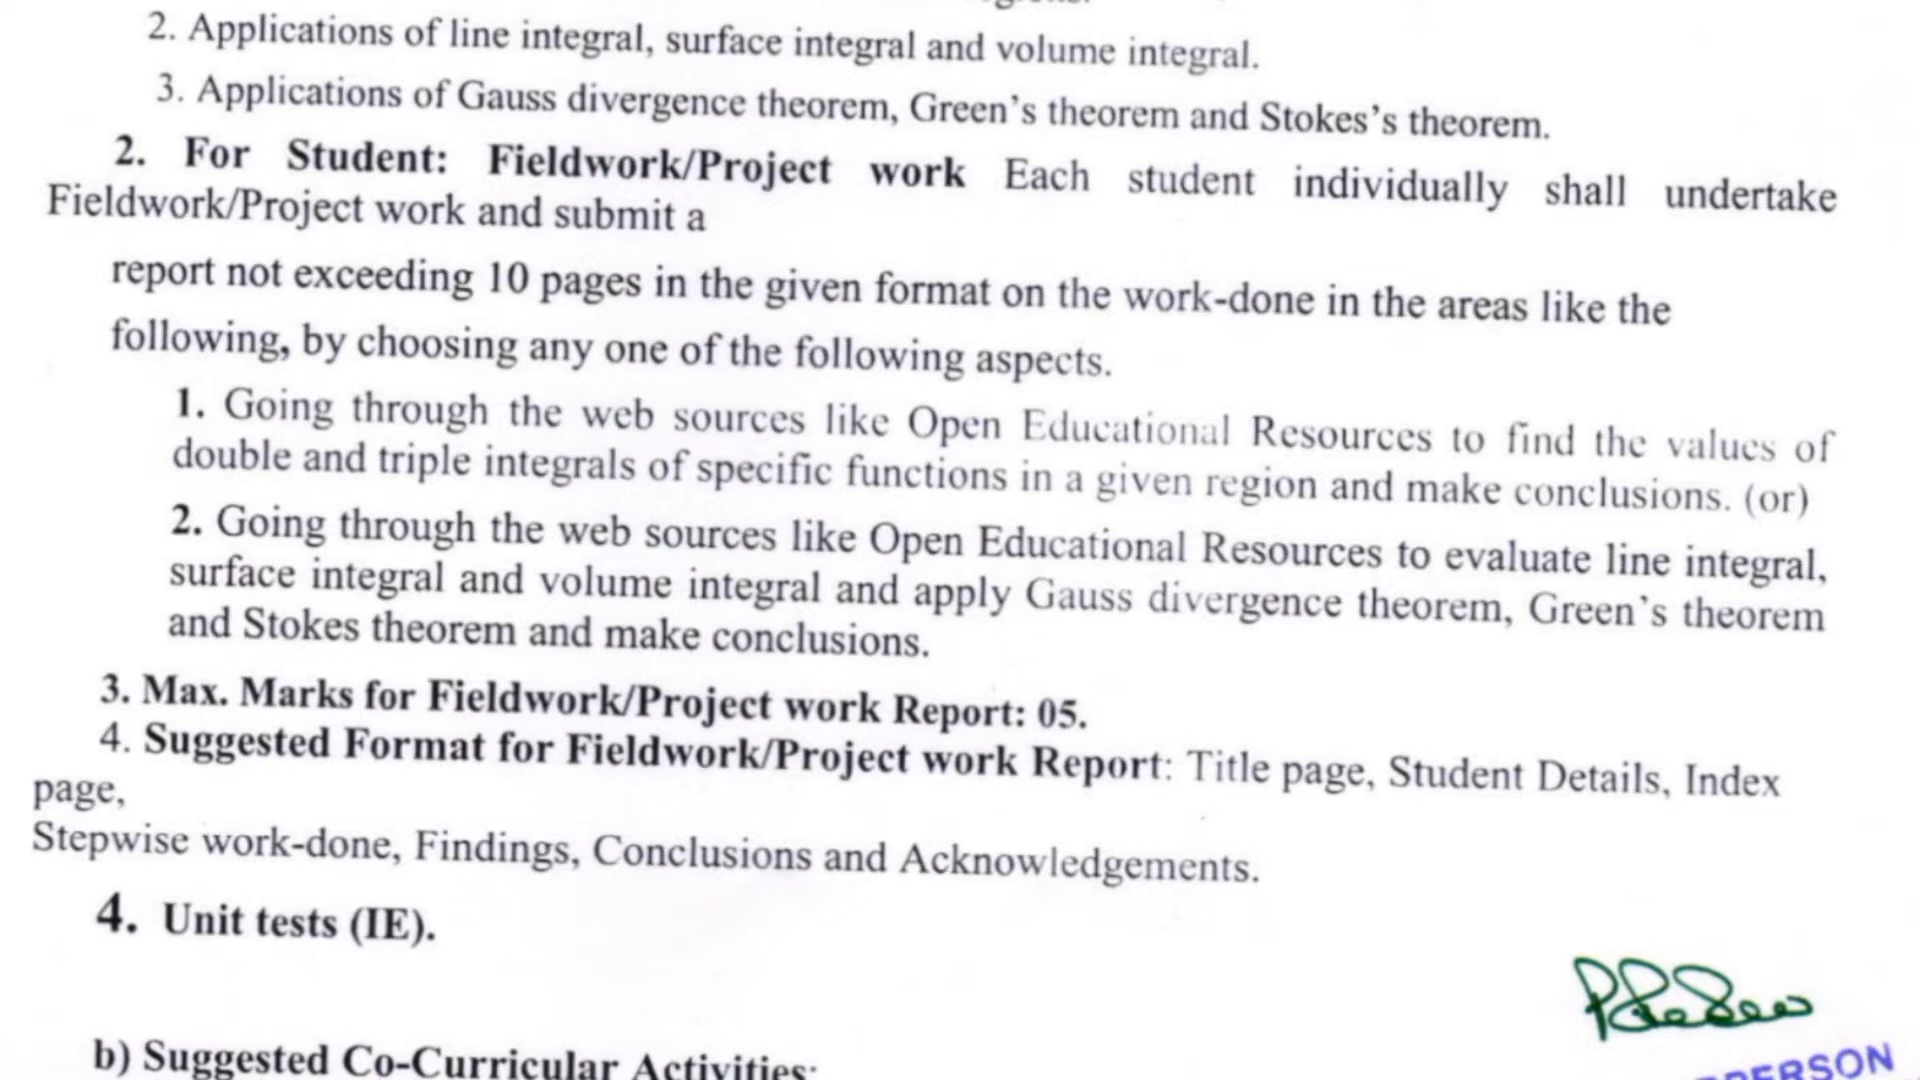 2. Applications of line integral, surface integral and volume integral.
3. Applications of Gauss divergence theorem, Green's theorem and Stokes's theorem.
2. For Student: Fieldwork/Project work Each student individually shall undertake
Fieldwork/Project work and submit a
report not exceeding 10 pages in the given format on the work-done in the areas like the
following, by choosing any one of the following aspects.
1. Going through the web sources like Open Educational Resources to find the values of
double and triple integrals of specific functions in a given region and make conclusions. (or)
2. Going through the web sources like Open Educational Resources to evaluate line integral,
surface integral and volume integral and apply Gauss divergence theorem, Green's theorem
and Stokes theorem and make conclusions.
3. Max. Marks for Fieldwork/Project work Report: 05.
4. Suggested Format for Fieldwork/Project work Report: Title page, Student Details, Index
page,
Stepwise work-done, Findings, Conclusions and Acknowledgements.
4. Unit tests (IE).
b) Suggested Co-Curricular Activities: